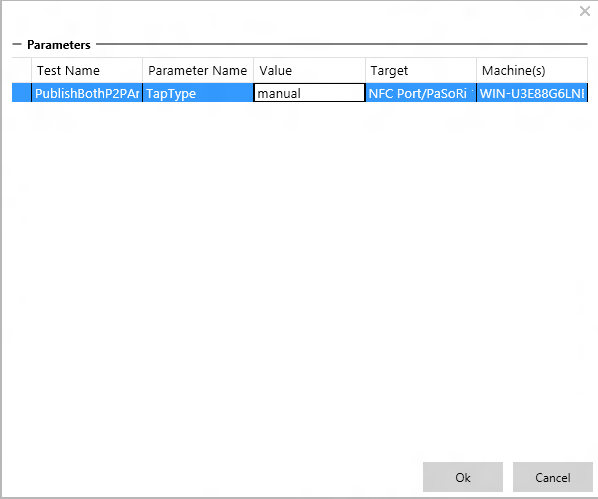 Parameters
Test Name Parameter Name Value Target Machine(s)
PublishBothP2PAr TapType manual NFC Port/PaSoRi WIN-U3E88G6LNI
Ok Cancel